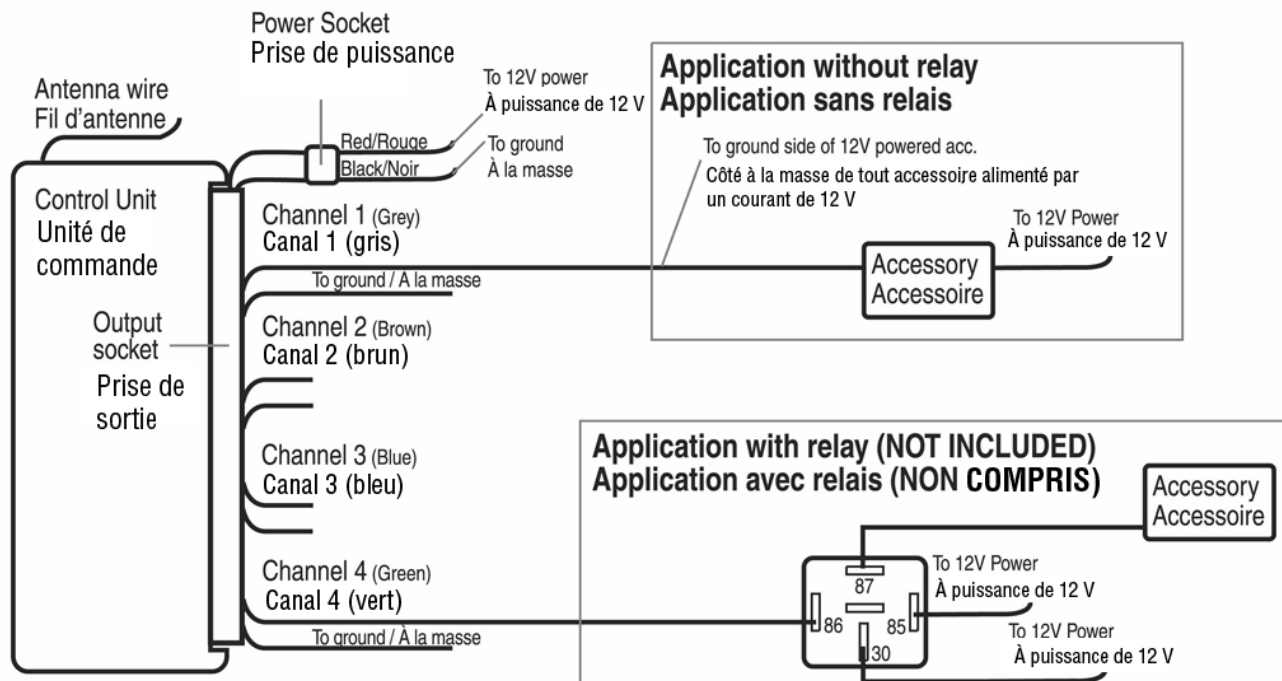 Power Socket
Prise de puissance
Antenna wire
Fil d'antenne
To 12V power
À puissance de 12 V
Red/Rouge
Black/Noir
To ground
À la masse
Control Unit
Unité de
commande
Output
socket
Prise de
sortie
Channel 1 (Grey)
Canal 1 (gris)
To ground / A la masse
Channel 2 (Brown)
Canal 2 (brun)
Channel 3 (Blue)
Canal 3 (bleu)
Channel 4 (Green)
Canal 4 (vert)
To ground / À la masse
Application without relay
Application sans relais
To ground side of 12V powered acc.
Côté à la masse de tout accessoire alimenté par
un courant de 12 V
Accessory
Accessoire
To 12V Power
À puissance de 12 V
Application with relay (NOT INCLUDED)
Application avec relais (NON COMPRIS)
Accessory
Accessoire
87
86
85
30
To 12V Power
À puissance de 12 V
To 12V Power
À puissance de 12 V